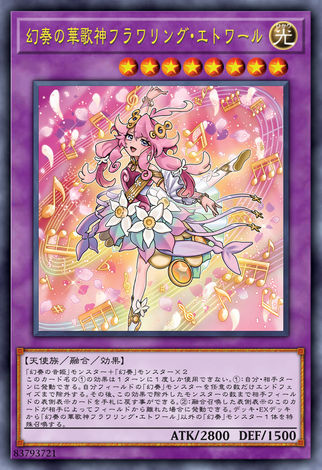 幻奏の華歌神フラワリング・エトワール
光
【天使族／融合／効果】
「幻奏の音姫」モンスター＋「幻奏」モンスター×２
このカード名の①の効果は１ターンに１度しか使用できない。①：自分・相手ター
ンに発動できる。自分フィールドの「幻奏」モンスターを任意の数だけエンドフェ
イズまで除外する。その後、この効果で除外したモンスターの数まで相手フィール
ドの表側表示カードを手札に戻す事ができる。②：融合召喚した表側表示のこのカー
ドが相手によってフィールドから離れた場合に発動できる。デッキ・EXデッキ
から「幻奏の華歌神フラワリング・エトワール」以外の「幻奏」モンスター１体を特
殊召喚する。
ATK/2800 DEF/1500
83793721